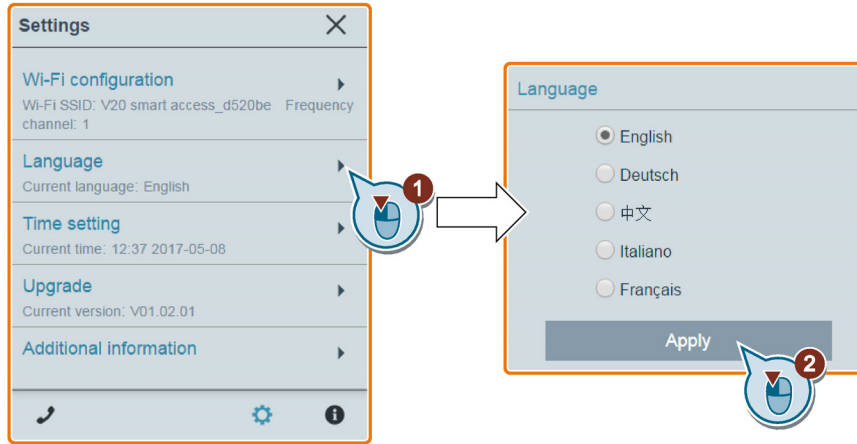 Settings
Wi-Fi configuration
Wi-Fi SSID: V20 smart access_d520be Frequency
channel: 1
Language
Current language: English
Time setting
Current time: 12:37 2017-05-08
Upgrade
Current version: V01.02.01
Additional information
1
Language
English
Deutsch
中文
Italiano
Français
Apply
2